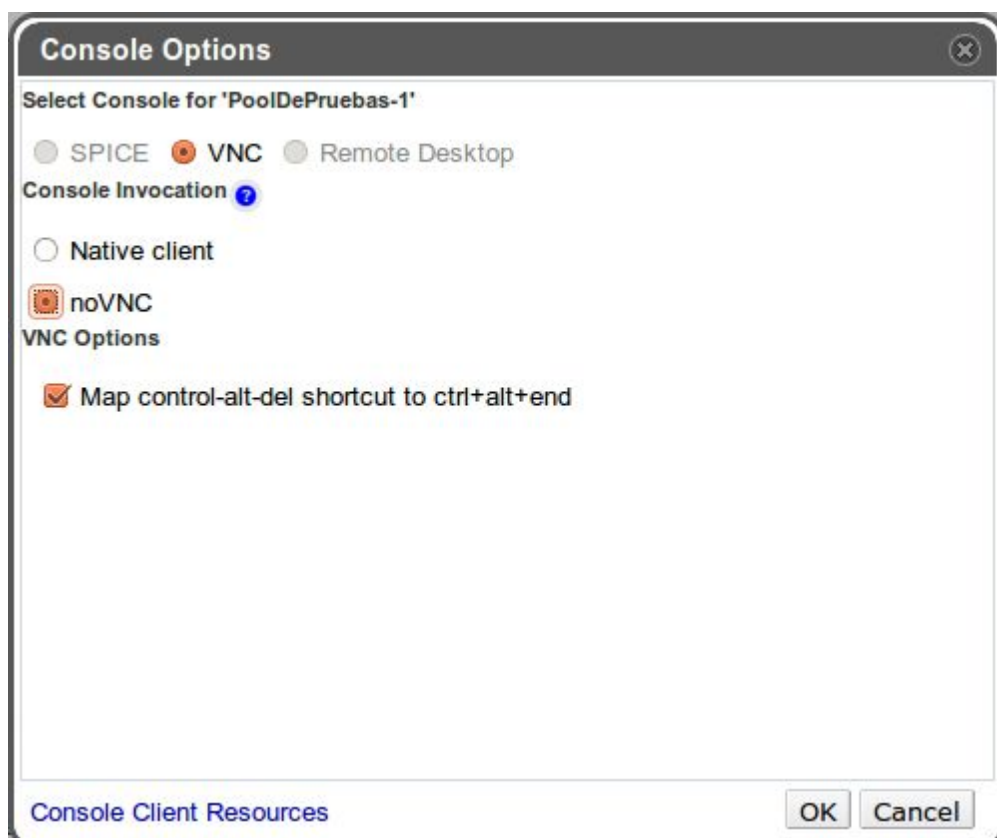 Console Options
Select Console for 'PoolDePruebas-1'
SPICE VNC Remote Desktop
Console Invocation ?
Native client
noVNC
VNC Options
Map control-alt-del shortcut to ctrl+alt+end
Console Client Resources OK Cancel